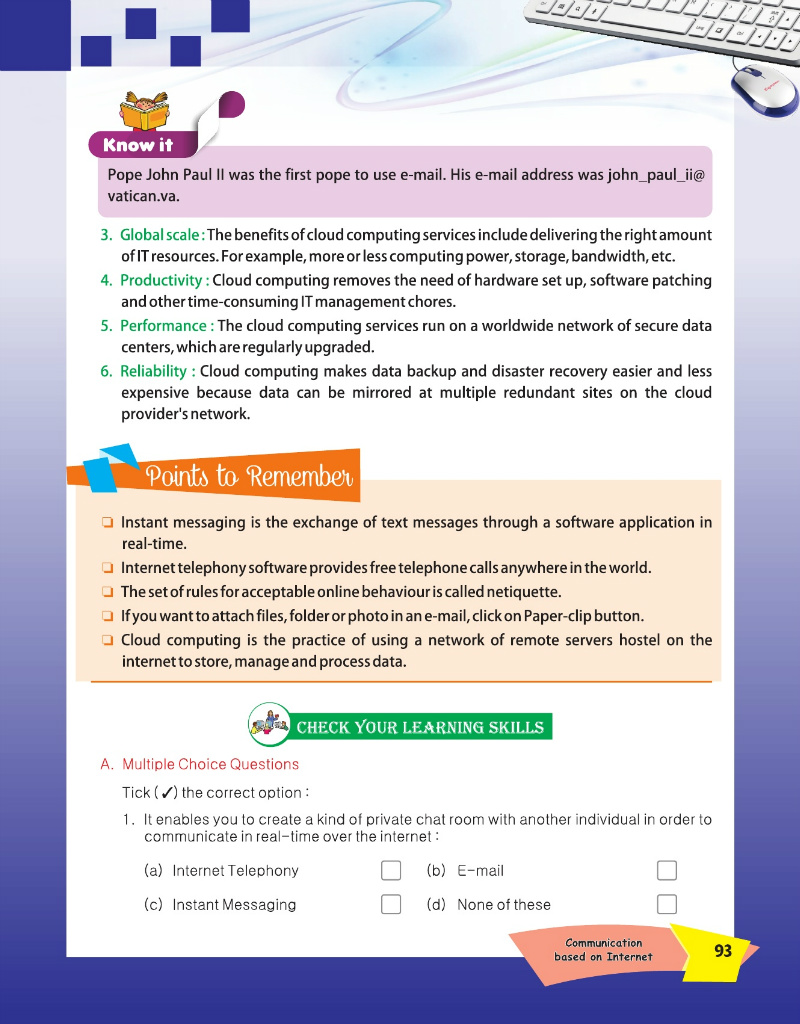 Know it
Pope John Paul II was the first pope to use e-mail. His e-mail address was john_paul_ii@
vatican.va.
3. Global scale : The benefits of cloud computing services include delivering the right amount
of IT resources. For example, more or less computing power, storage, bandwidth, etc.
4. Productivity : Cloud computing removes the need of hardware set up, software patching
and other time-consuming IT management chores.
5. Performance : The cloud computing services run on a worldwide network of secure data
centers, which are regularly upgraded.
6. Reliability : Cloud computing makes data backup and disaster recovery easier and less
expensive because data can be mirrored at multiple redundant sites on the cloud
provider's network.
Points to Remember
❑ Instant messaging is the exchange of text messages through a software application in
real-time.
❑ Internet telephony software provides free telephone calls anywhere in the world.
❑ The set of rules for acceptable online behaviour is called netiquette.
❑ If you want to attach files, folder or photo in an e-mail, click on Paper-clip button.
❑ Cloud computing is the practice of using a network of remote servers hostel on the
internet to store, manage and process data.
CHECK YOUR LEARNING SKILLS
A. Multiple Choice Questions
Tick (✓) the correct option :
1. It enables you to create a kind of private chat room with another individual in order to
communicate in real-time over the internet :
(a) Internet Telephony (b) E-mail
(c) Instant Messaging (d) None of these
Communication
based on Internet
93